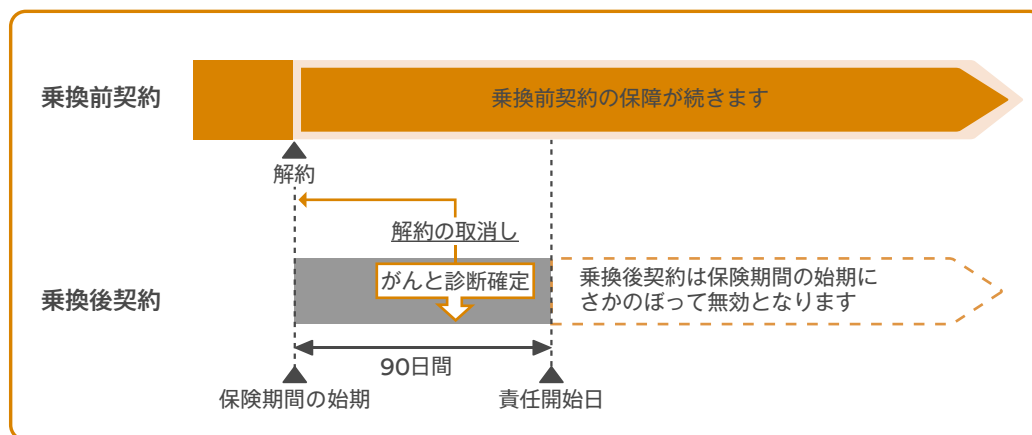 乗換前契約
乗換前契約の保障が続きます
解約
解約の取消し
がんと診断確定
乗換後契約は保険期間の始期に
さかのぼって無効となります
乗換後契約
90日間
保険期間の始期
責任開始日